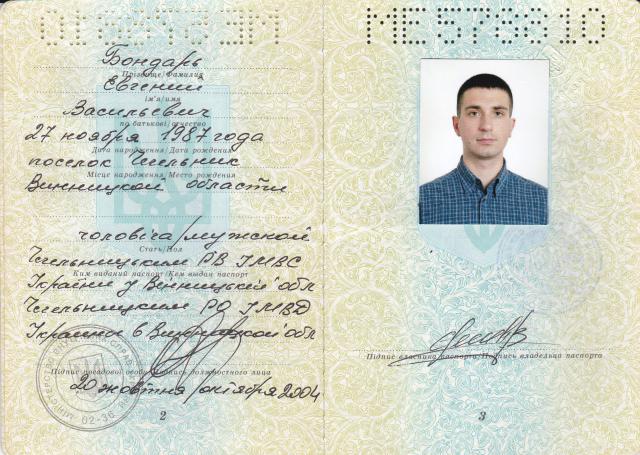 Бондарь
Прізвище/Фамилия
Евгений
ім'я/имя
Васильевич
по батькові/отчество
27 ноября 1987 года
Дата народження/Дата рождения
поселок Чечельник
Місце народження/Место рождения
Винницкой области
чоловіча/мужской
Стать/Пол
Чечельницьким РВ УМВС
Ким виданий паспорт/Кем выдан паспорт
України у Вінницькій обл
Чечельницким РО УМВД
Украины в Винницкой обл
Підпис посадової особи/Подпись должностного лица
20 жовтня/октября 2004
02-36
2
Підпис власника паспорта/Подпись владельца паспорта
3